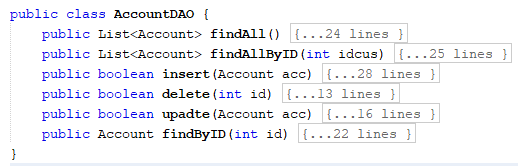 public class AccountDAO {
public List<Account> findAll() {...24 lines }
public List<Account> findAllByID(int idcus) {...25 lines }
public boolean insert(Account acc) {...28 lines }
public boolean delete(int id) {...13 lines }
public boolean upadte(Account acc) {...16 lines }
public Account findByID(int id) {...22 lines }
}